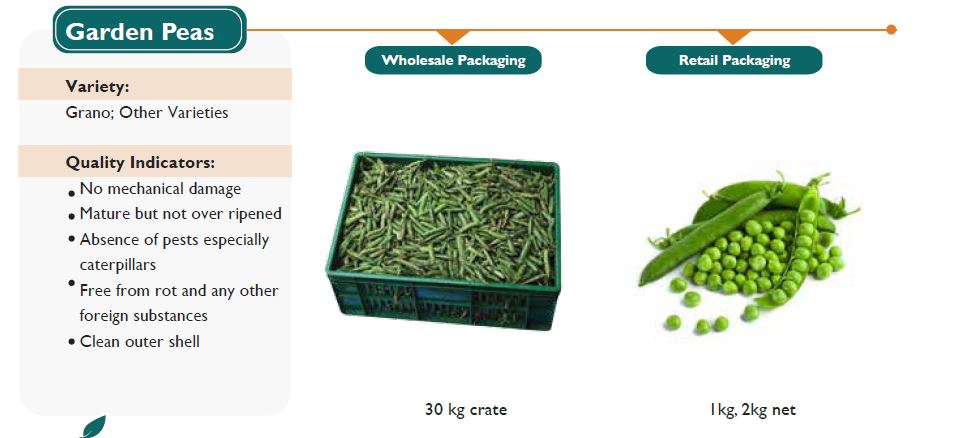 Garden Peas
Wholesale Packaging
Retail Packaging
Variety:
Grano; Other Varieties
Quality Indicators:
• No mechanical damage
• Mature but not over ripened
• Absence of pests especially
caterpillars
• Free from rot and any other
foreign substances
• Clean outer shell
30 kg crate
1kg, 2kg net